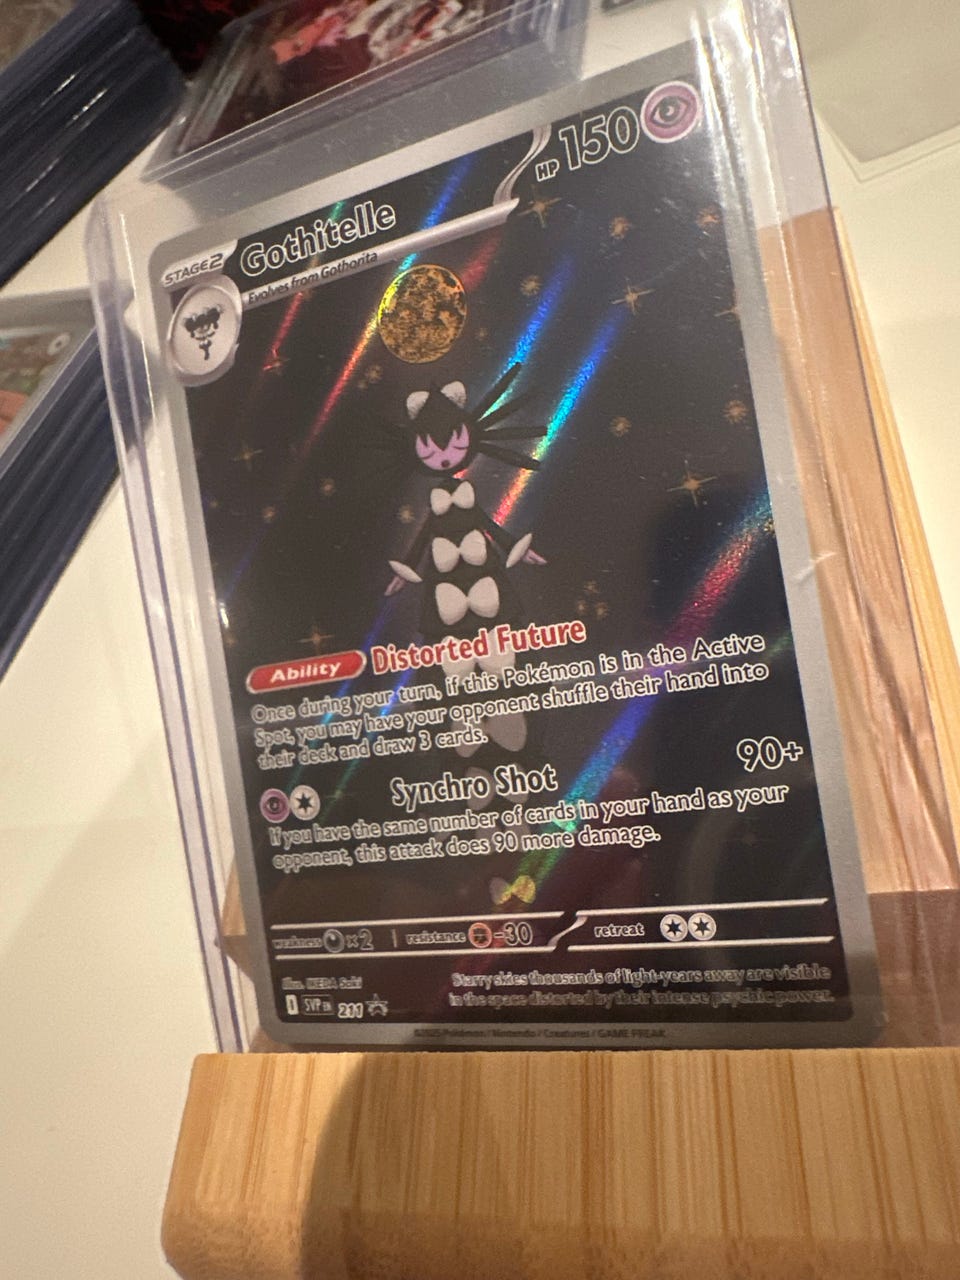 HP 150
STAGE2 Gothitelle
Evolves from Gothorita
Ability Distorted Future
Once during your turn, if this Pokémon is in the Active
Spot, you may have your opponent shuffle their hand into
their deck and draw 3 cards.
Synchro Shot 90+
If you have the same number of cards in your hand as your
opponent, this attack does 90 more damage.
weakness ×2 resistance -30 retreat
Illus. IKEDA Saki
Starry skies thousands of light-years away are visible
in the space distorted by their intense psychic power.
I SVP EN 211
©2025 Pokémon / Nintendo / Creatures / GAME FREAK